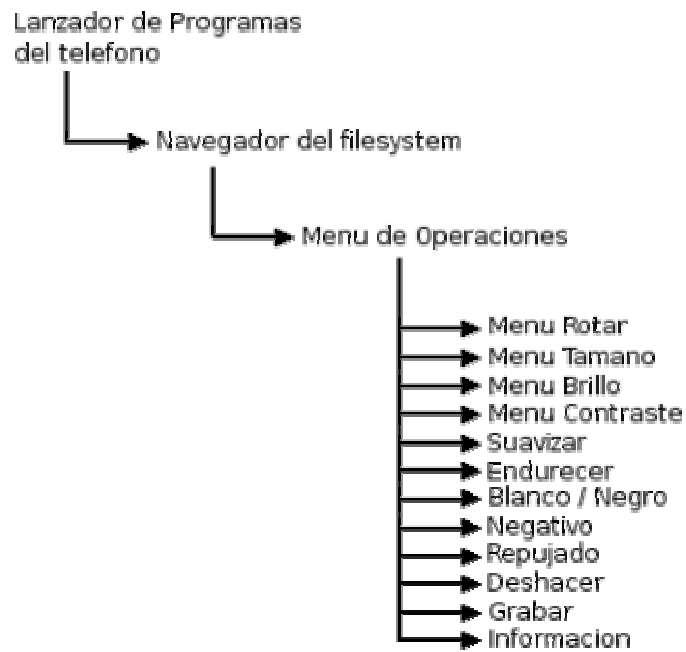 Lanzador de Programas
del telefono
Navegador del filesystem
Menu de Operaciones
Menu Rotar
Menu Tamano
Menu Brillo
Menu Contraste
Suavizar
Endurecer
Blanco / Negro
Negativo
Repujado
Deshacer
Grabar
Informacion